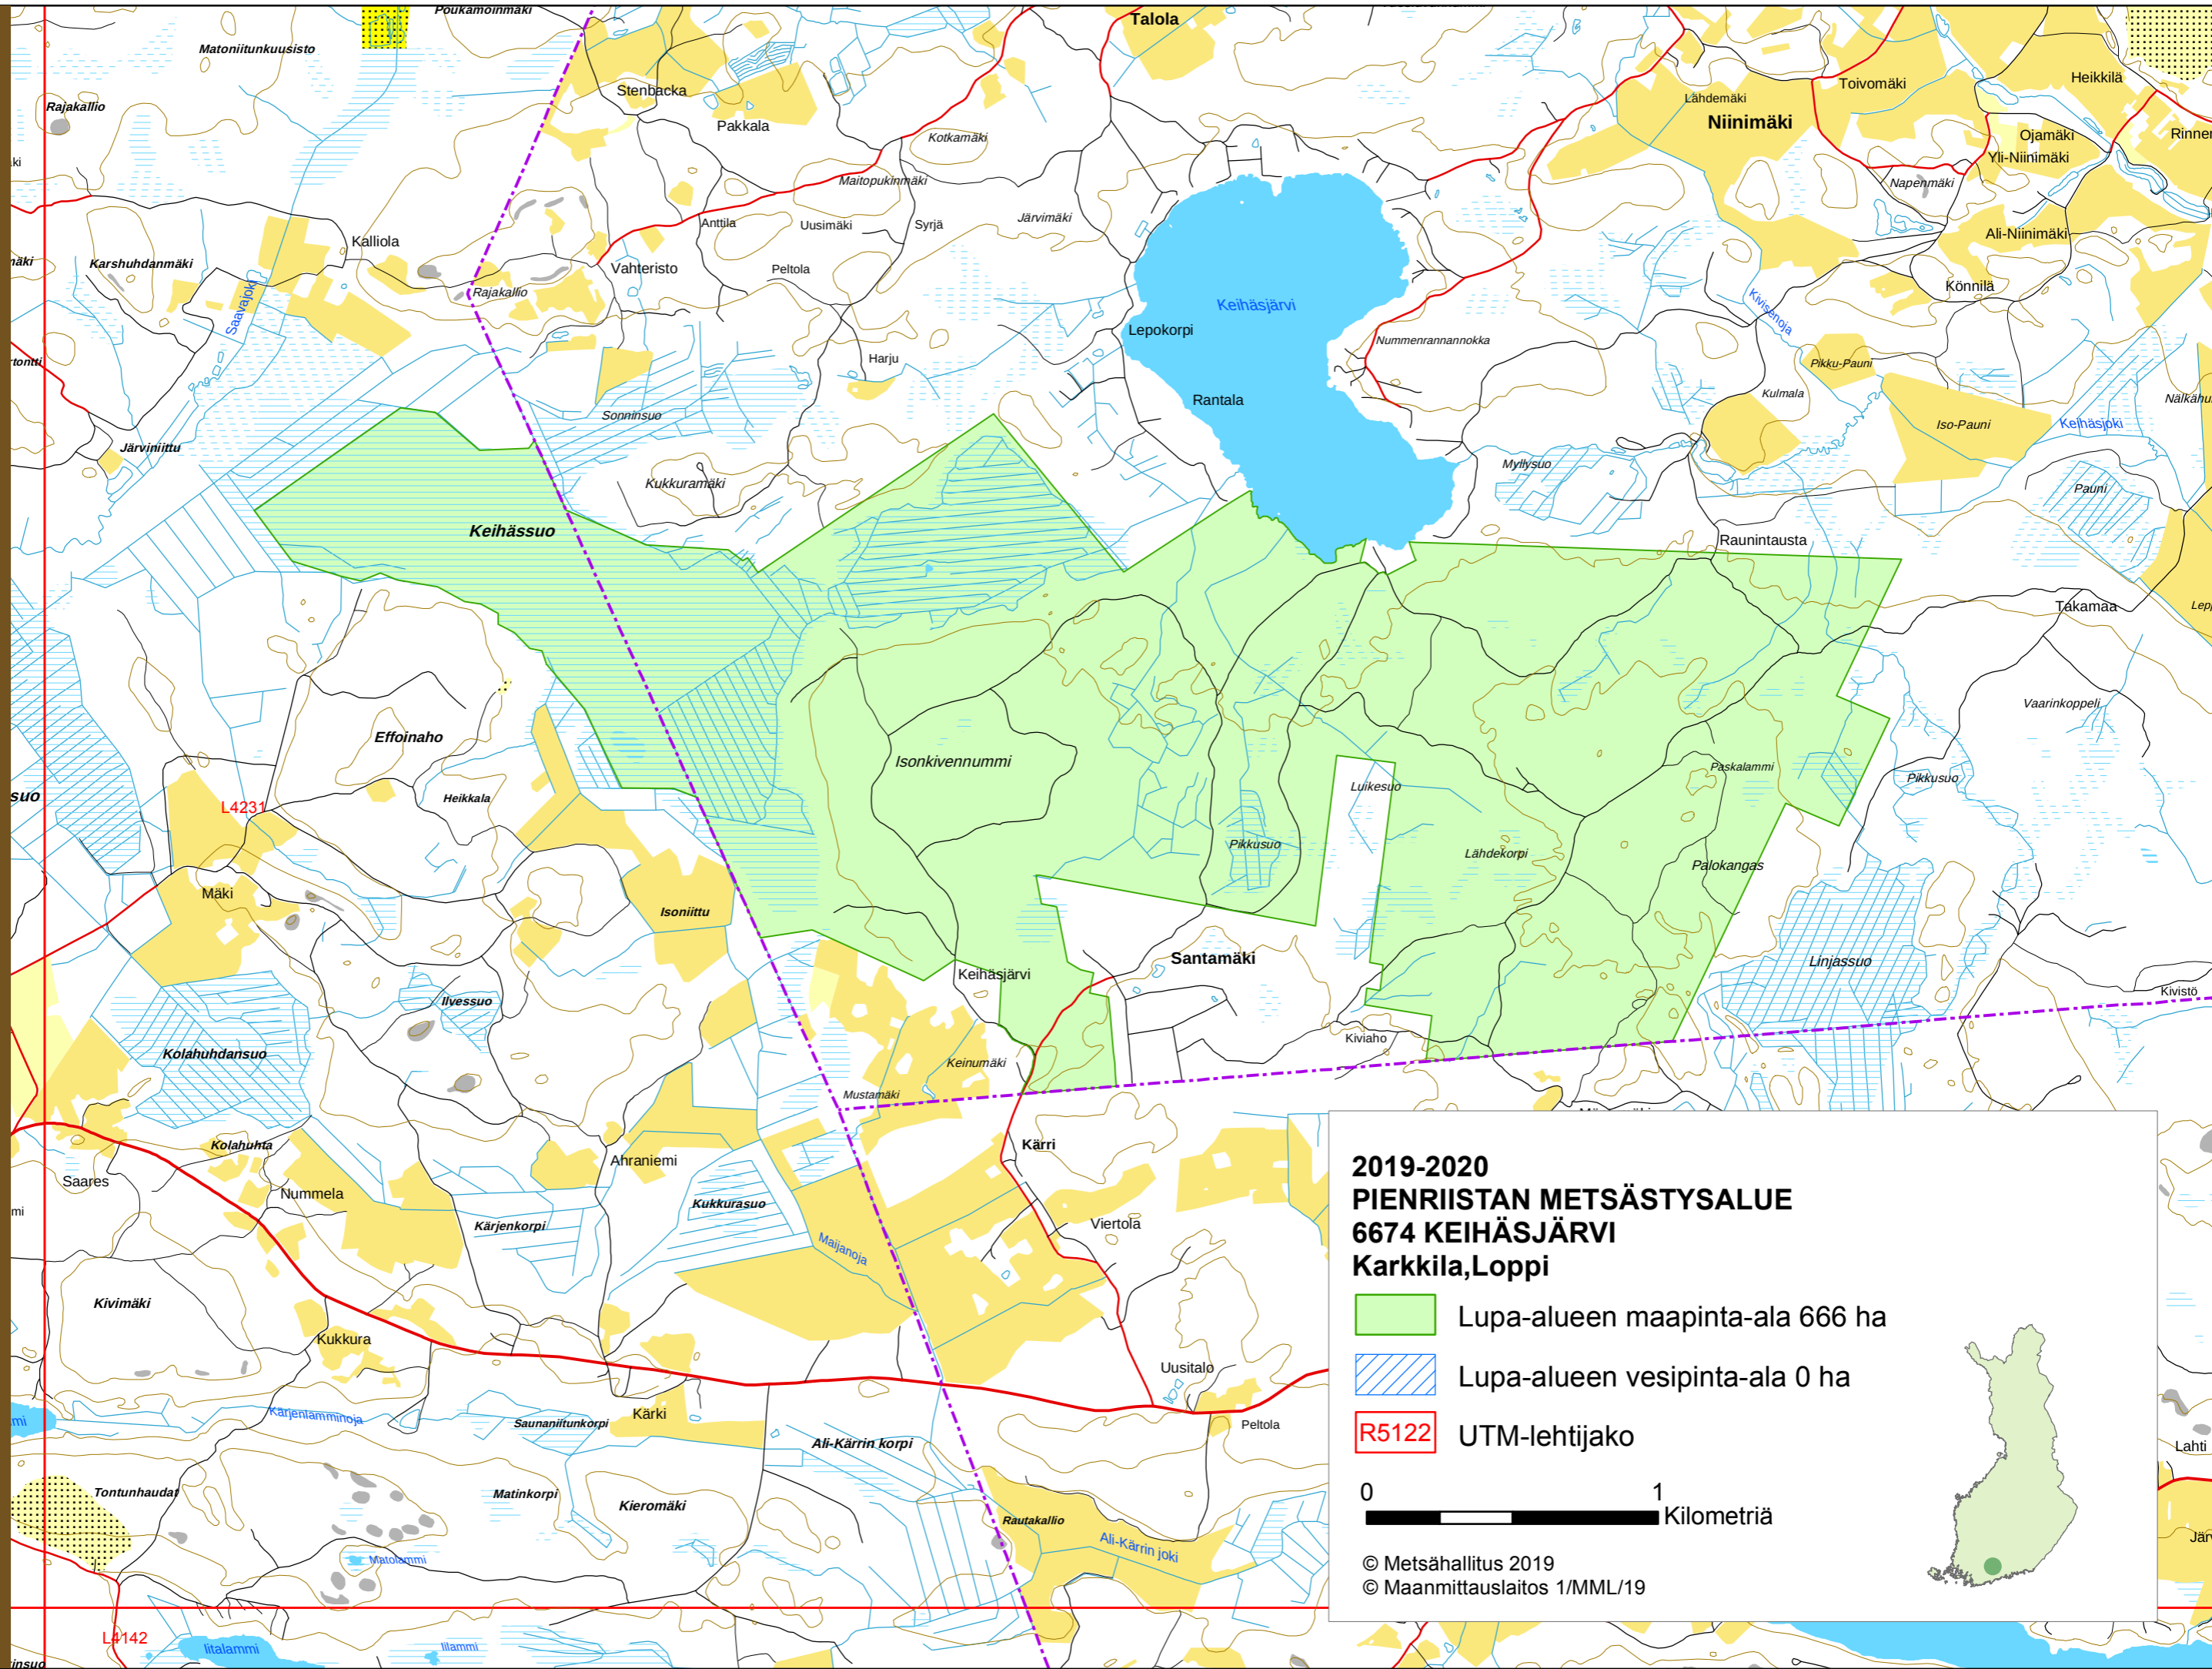 Poukamoinmäki
Talola
Matoniitunkuusisto
Stenbacka
Toivomäki
Heikkilä
Rajakallio
Lähdemäki
Niinimäki
Pakkala
Kotkamäki
Ojamäki
Yli-Niinimäki
Maitopukinmäki
Napenmäki
Anttila
Uusimäki
Syrjä
Järvimäki
Kalliola
Ali-Niinimäki
Karshuhdanmäki
Vahteristo
Peltola
Saavajoki
Rajakallio
Keihäsjärvi
Kivisenoja
Könnilä
Lepokorpi
Nummenrannannokka
Harju
Pikku-Pauni
Kulmala
Rantala
Sonninsuo
Iso-Pauni
Keihäsjoki
Järviniittu
Kukkuramäki
Myllysuo
Pauni
Keihässuo
Raunintausta
Takamaa
Vaarinkoppeli
Effoinaho
Isonkivennummi
Paskalammi
Luikesuo
Pikkusuo
suo
L4231
Heikkala
Pikkusuo
Lähdekorpi
Palokangas
Mäki
Isoniittu
Santamäki
Linjassuo
Keihäsjärvi
Kivistö
Ilvessuo
Kolahuhdansuo
Keinumäki
Kiviaho
Mustamäki
Kolahuhta
Kärri
Saares
Ahraniemi
Nummela
Kukkurasuo
Kärjenkorpi
Viertola
Maijanoja
Kivimäki
Kukkura
Uusitalo
Kärjenlamminoja
Saunaniitunkorpi
Kärki
Peltola
Ali-Kärrin korpi
Lahti
Tontunhaudat
Matinkorpi
Kieromäki
Rautakallio
Ali-Kärrin joki
Matolammi
L4142
Iitalammi
Iilammi
2019-2020
PIENRIISTAN METSÄSTYSALUE
6674 KEIHÄSJÄRVI
Karkkila,Loppi
Lupa-alueen maapinta-ala 666 ha
Lupa-alueen vesipinta-ala 0 ha
R5122 UTM-lehtijako
0 1
Kilometriä
© Metsähallitus 2019
© Maanmittauslaitos 1/MML/19